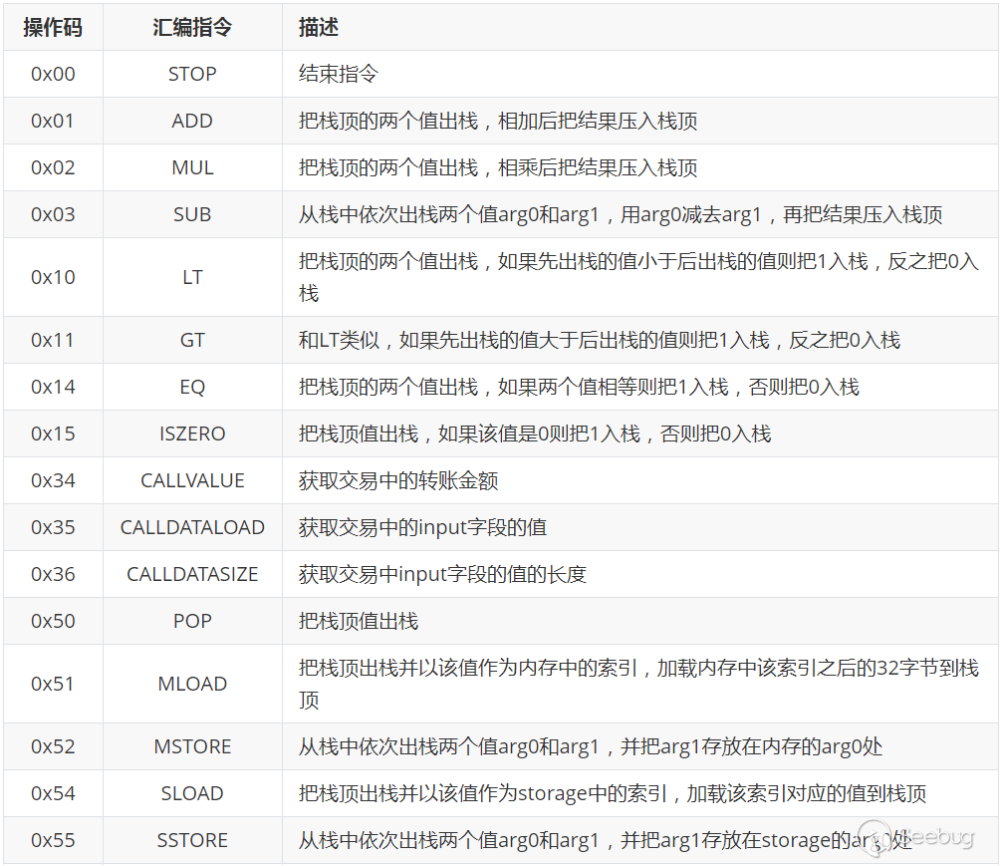 操作码 汇编指令 描述
0x00 STOP 结束指令
0x01 ADD 把栈顶的两个值出栈，相加后把结果压入栈顶
0x02 MUL 把栈顶的两个值出栈，相乘后把结果压入栈顶
0x03 SUB 从栈中依次出栈两个值arg0和arg1，用arg0减去arg1，再把结果压入栈顶
0x10 LT 把栈顶的两个值出栈，如果先出栈的值小于后出栈的值则把1入栈，反之把0入
栈
0x11 GT 和LT类似，如果先出栈的值大于后出栈的值则把1入栈，反之把0入栈
0x14 EQ 把栈顶的两个值出栈，如果两个值相等则把1入栈，否则把0入栈
0x15 ISZERO 把栈顶值出栈，如果该值是0则把1入栈，否则把0入栈
0x34 CALLVALUE 获取交易中的转账金额
0x35 CALLDATALOAD 获取交易中的input字段的值
0x36 CALLDATASIZE 获取交易中input字段的值的长度
0x50 POP 把栈顶值出栈
0x51 MLOAD 把栈顶出栈并以该值作为内存中的索引，加载内存中该索引之后的32字节到栈
顶
0x52 MSTORE 从栈中依次出栈两个值arg0和arg1，并把arg1存放在内存的arg0处
0x54 SLOAD 把栈顶出栈并以该值作为storage中的索引，加载该索引对应的值到栈顶
0x55 SSTORE 从栈中依次出栈两个值arg0和arg1，并把arg1存放在storage的arg0处
Seebug